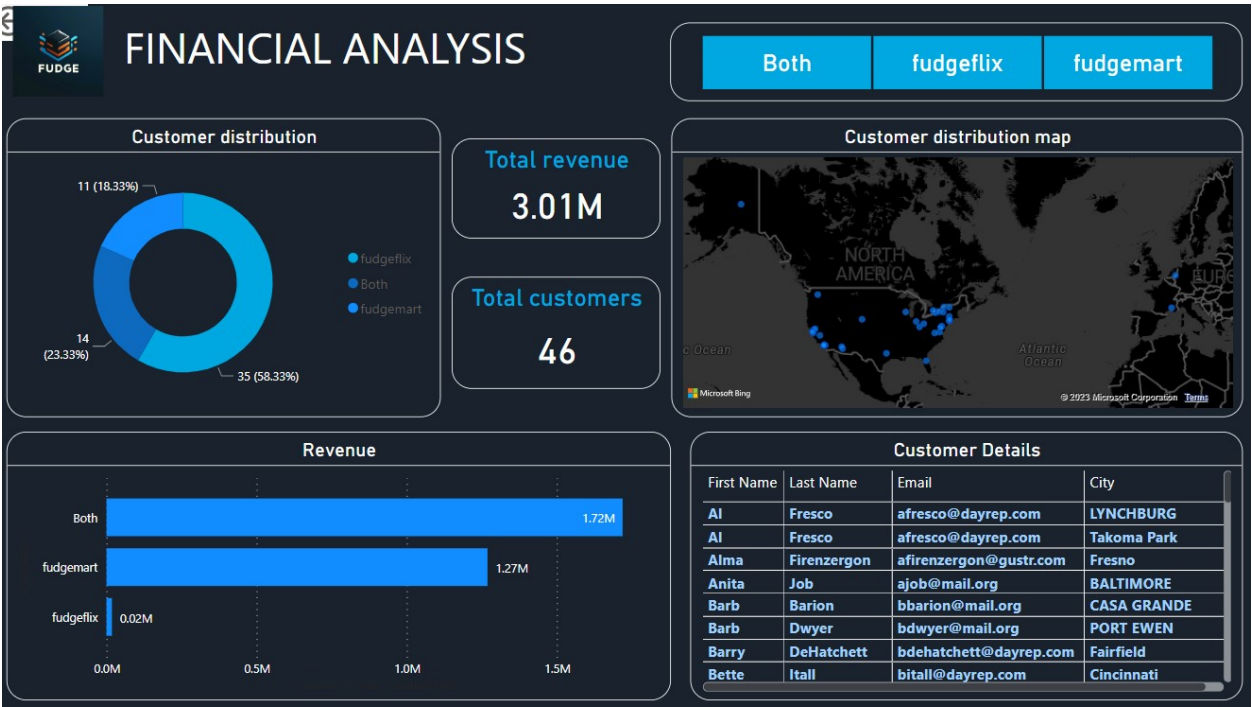 FUDGE
FINANCIAL ANALYSIS
Both
fudgeflix
fudgemart
Customer distribution
11 (18.33%)
14
(23.33%)
35 (58.33%)
fudgeflix
Both
fudgemart
Total revenue
3.01M
Total customers
46
Customer distribution map
NORTH
AMERICA
EUR
c Ocean
Atlantic
Ocean
Microsoft Bing
© 2023 Microsoft Corporation Terms
Revenue
Both 1.72M
fudgemart 1.27M
fudgeflix 0.02M
0.0M 0.5M 1.0M 1.5M
Customer Details
First Name Last Name Email City
Al Fresco afresco@dayrep.com LYNCHBURG
Al Fresco afresco@dayrep.com Takoma Park
Alma Firenzergon afirenzergon@gustr.com Fresno
Anita Job ajob@mail.org BALTIMORE
Barb Barion bbarion@mail.org CASA GRANDE
Barb Dwyer bdwyer@mail.org PORT EWEN
Barry DeHatchett bdehatchett@dayrep.com Fairfield
Bette Itall bitall@dayrep.com Cincinnati